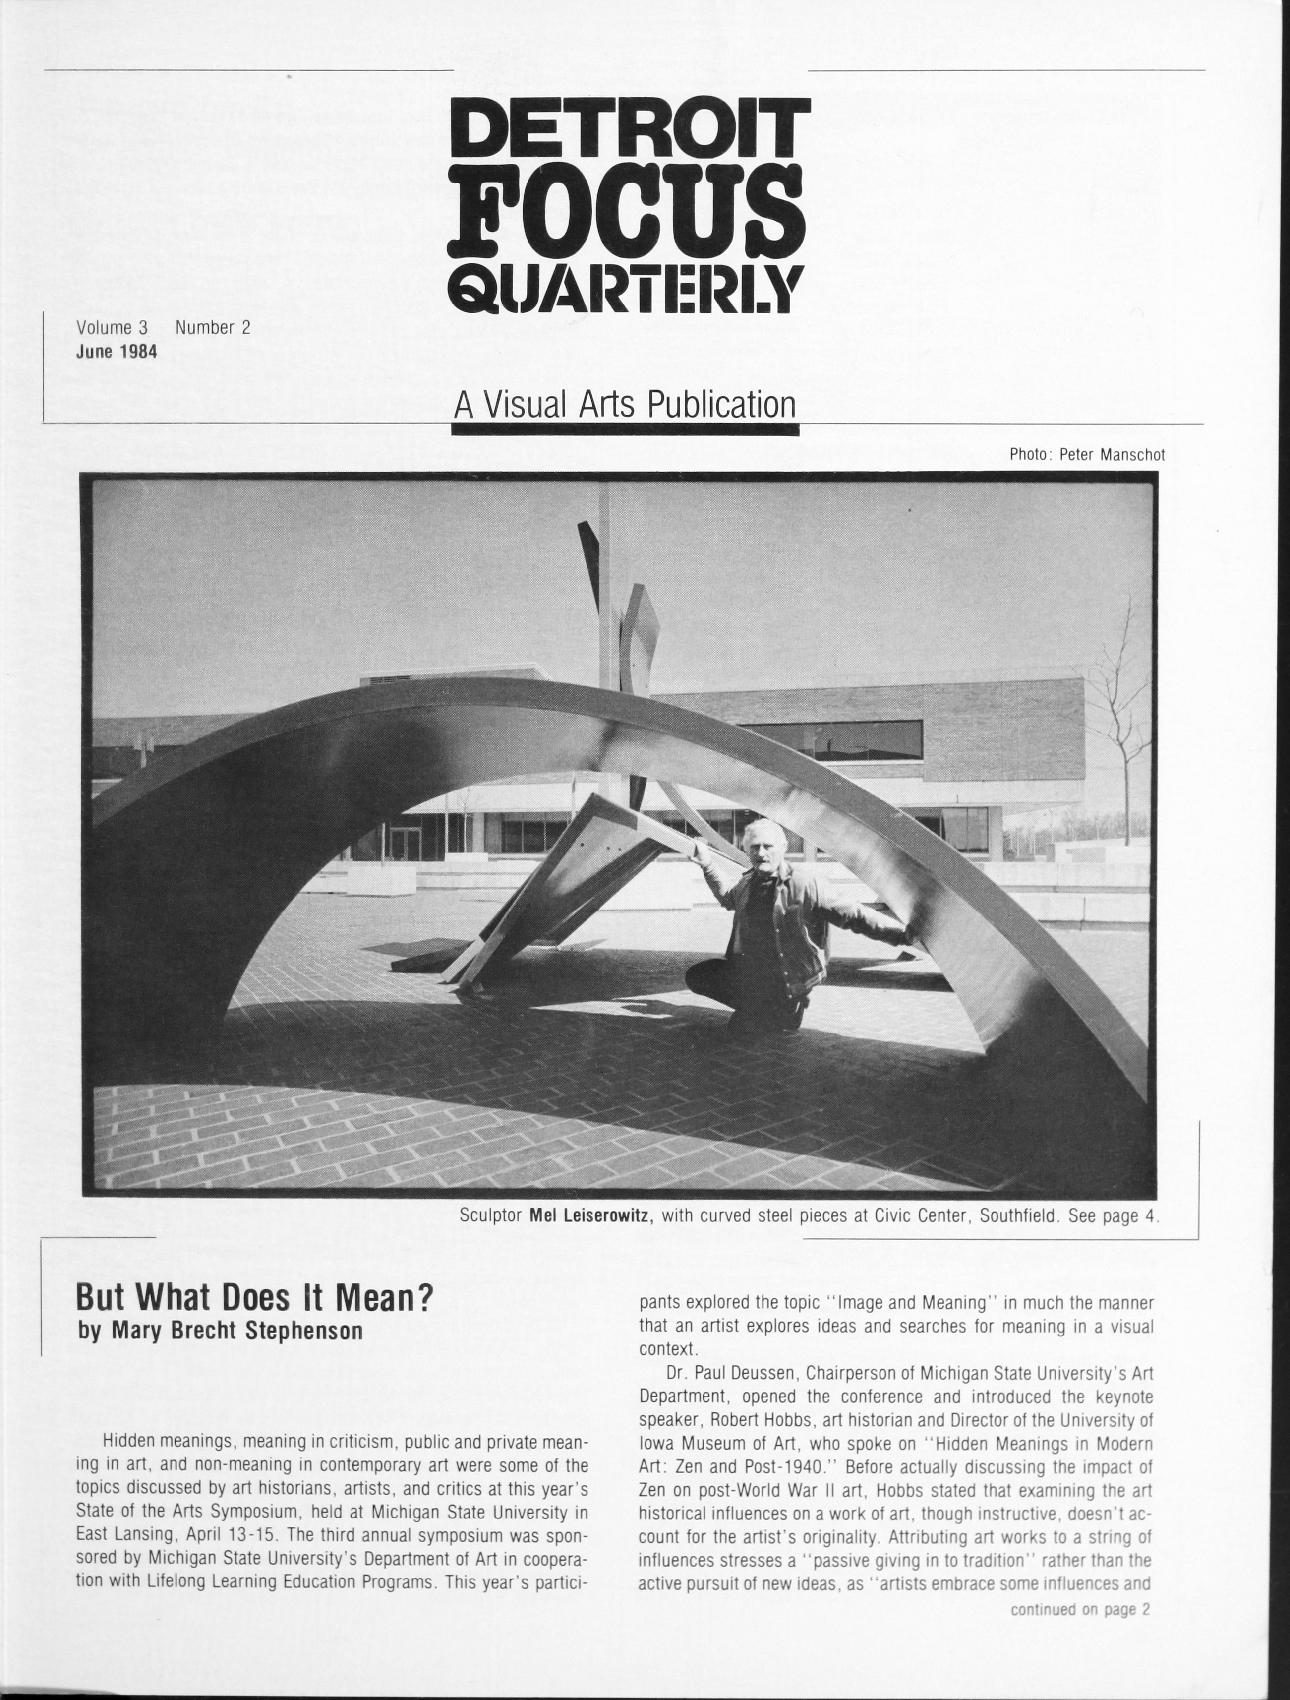 DETROIT
FOCUS
QUARTERLY
Volume 3 Number 2
June 1984
A Visual Arts Publication
Photo: Peter Manschot
Sculptor Mel Leiserowitz, with curved steel pieces at Civic Center, Southfield. See page 4.
But What Does It Mean?
by Mary Brecht Stephenson
Hidden meanings, meaning in criticism, public and private mean-
ing in art, and non-meaning in contemporary art were some of the
topics discussed by art historians, artists, and critics at this year's
State of the Arts Symposium, held at Michigan State University in
East Lansing, April 13-15. The third annual symposium was spon-
sored by Michigan State University's Department of Art in coopera-
tion with Lifelong Learning Education Programs. This year's partici-
pants explored the topic ''Image and Meaning'' in much the manner
that an artist explores ideas and searches for meaning in a visual
context.
Dr. Paul Deussen, Chairperson of Michigan State University's Art
Department, opened the conference and introduced the keynote
speaker, Robert Hobbs, art historian and Director of the University of
Iowa Museum of Art, who spoke on ''Hidden Meanings in Modern
Art: Zen and Post-1940.'' Before actually discussing the impact of
Zen on post-World War II art, Hobbs stated that examining the art
historical influences on a work of art, though instructive, doesn't ac-
count for the artist's originality. Attributing art works to a string of
influences stresses a ''passive giving in to tradition'' rather than the
active pursuit of new ideas, as ''artists embrace some influences and
continued on page 2